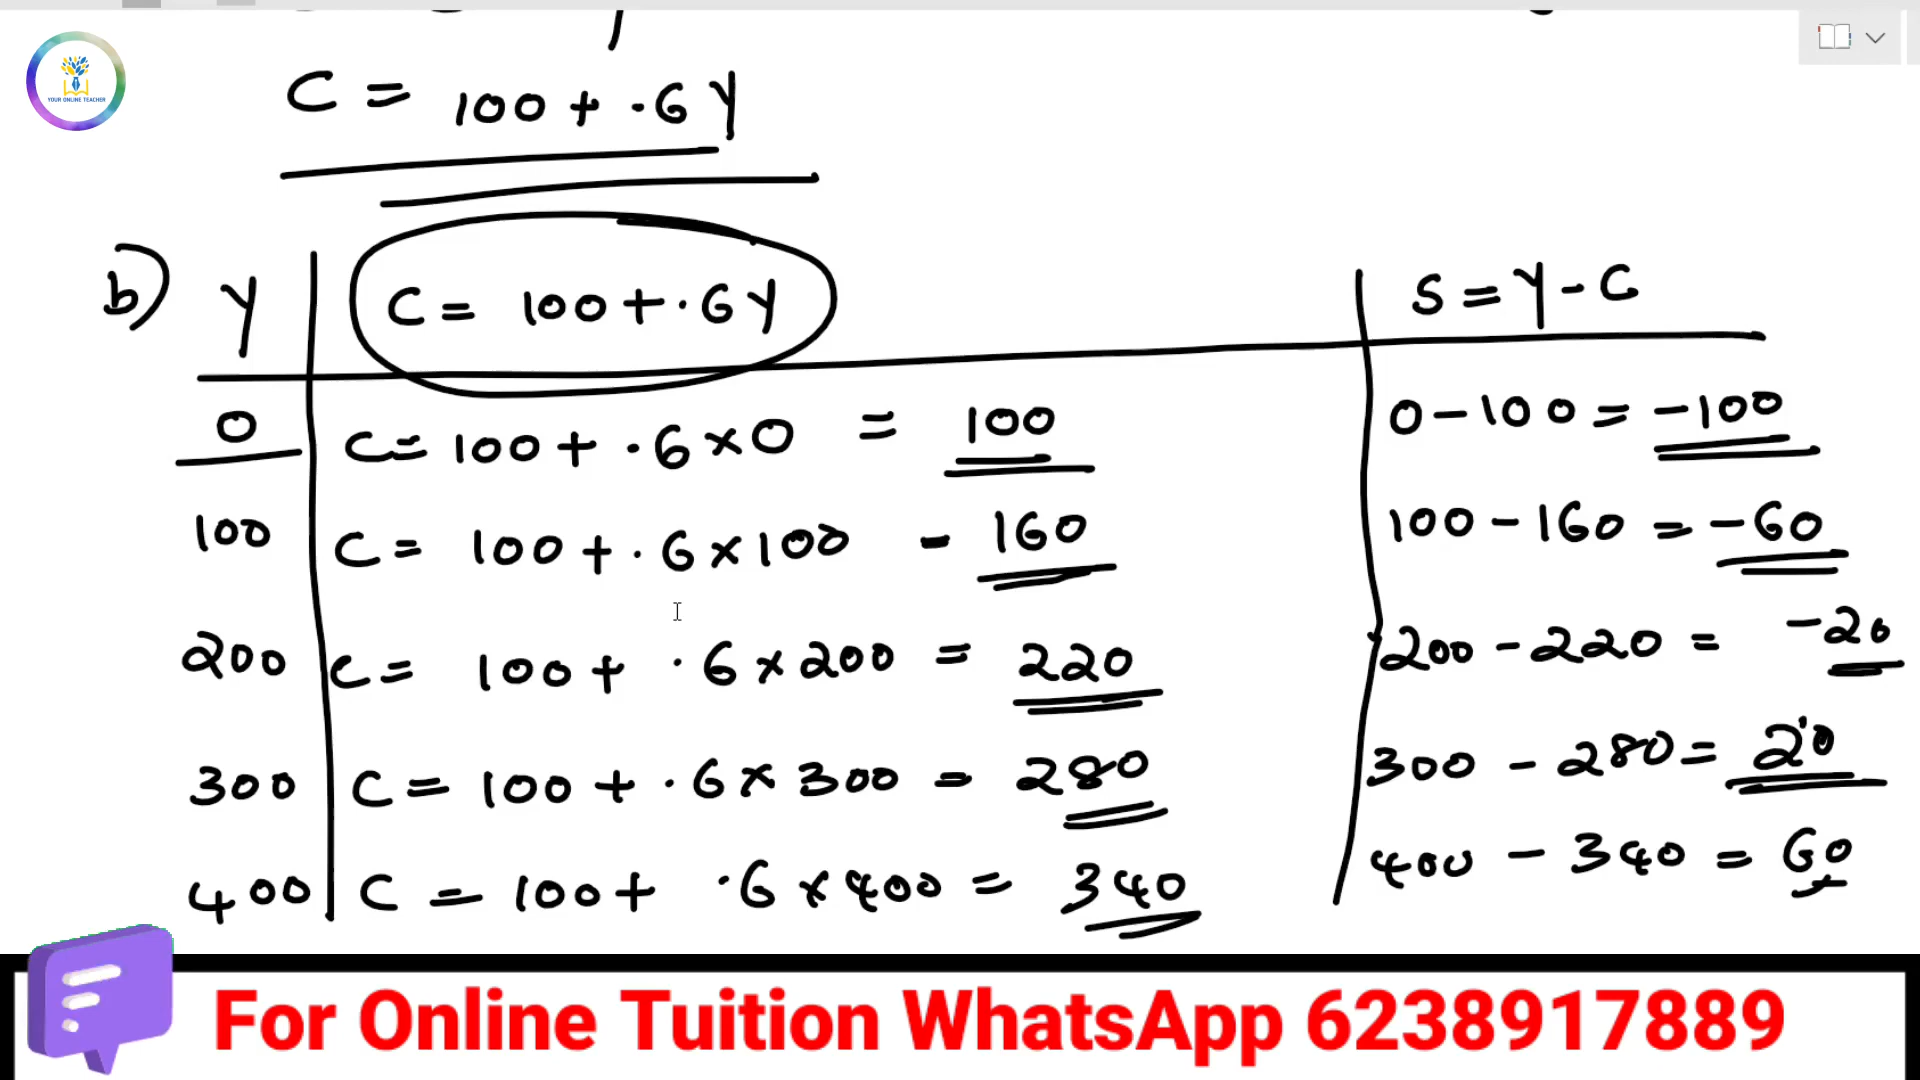 YOUR ONLINE TEACHER
C = 100 + .6Y
b) Y | C = 100 + .6Y | S = Y - C
0 | C = 100 + .6 × 0 = 100 | 0 - 100 = -100
100 | C = 100 + .6 × 100 - 160 | 100 - 160 = -60
200 | C = 100 + .6 × 200 = 220 | 200 - 220 = -20
300 | C = 100 + .6 × 300 = 280 | 300 - 280 = 20
400 | C = 100 + .6 × 400 = 340 | 400 - 340 = 60
For Online Tuition WhatsApp 6238917889